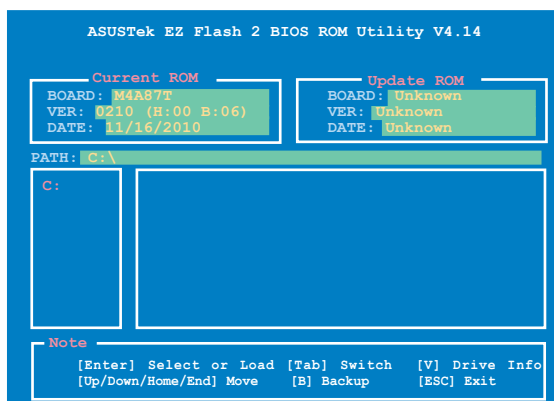 ASUSTek EZ Flash 2 BIOS ROM Utility V4.14
Current ROM
BOARD: M4A87T
VER: 0210 (H:00 B:06)
DATE: 11/16/2010
Update ROM
BOARD: Unknown
VER: Unknown
DATE: Unknown
PATH: C:\
C:
Note
[Enter] Select or Load [Tab] Switch [V] Drive Info
[Up/Down/Home/End] Move [B] Backup [ESC] Exit